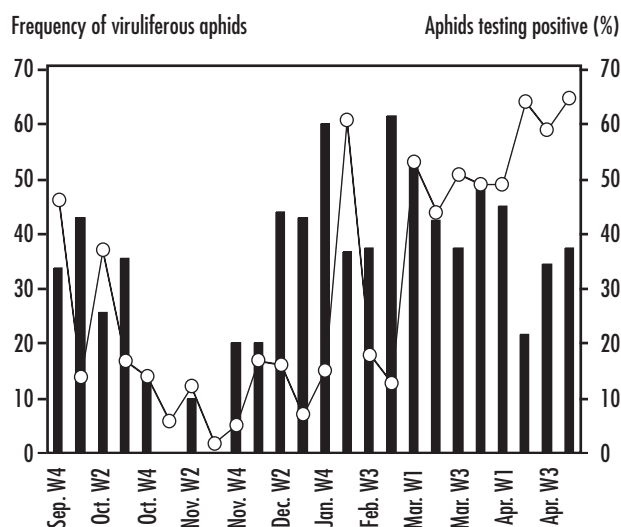 Frequency of viruliferous aphids Aphids testing positive (%)
70 70
60 60
50 50
40 40
30 30
20 20
10 10
0 0
Sep. W4
Oct. W2
Oct. W4
Nov. W2
Nov. W4
Dec. W2
Jan. W4
Feb. W3
Mar. W1
Mar. W3
Apr. W1
Apr. W3